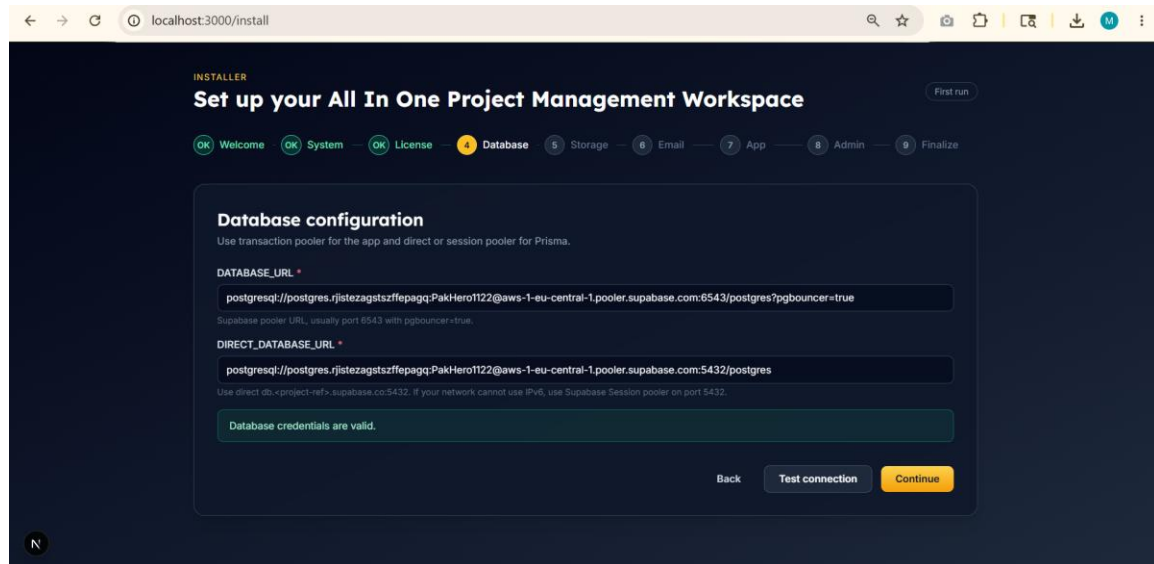 localhost:3000/install
M
INSTALLER
Set up your All In One Project Management Workspace
First run
OK Welcome OK System OK License 4 Database 5 Storage 6 Email 7 App 8 Admin 9 Finalize
Database configuration
Use transaction pooler for the app and direct or session pooler for Prisma.
DATABASE_URL *
postgresql://postgres.rjistezagstszffepagq:PakHero1122@aws-1-eu-central-1.pooler.supabase.com:6543/postgres?pgbouncer=true
Supabase pooler URL, usually port 6543 with pgbouncer=true.
DIRECT_DATABASE_URL *
postgresql://postgres.rjistezagstszffepagq:PakHero1122@aws-1-eu-central-1.pooler.supabase.com:5432/postgres
Use direct db.<project-ref>.supabase.co:5432. If your network cannot use IPv6, use Supabase Session pooler on port 5432.
Database credentials are valid.
Back Test connection Continue
N